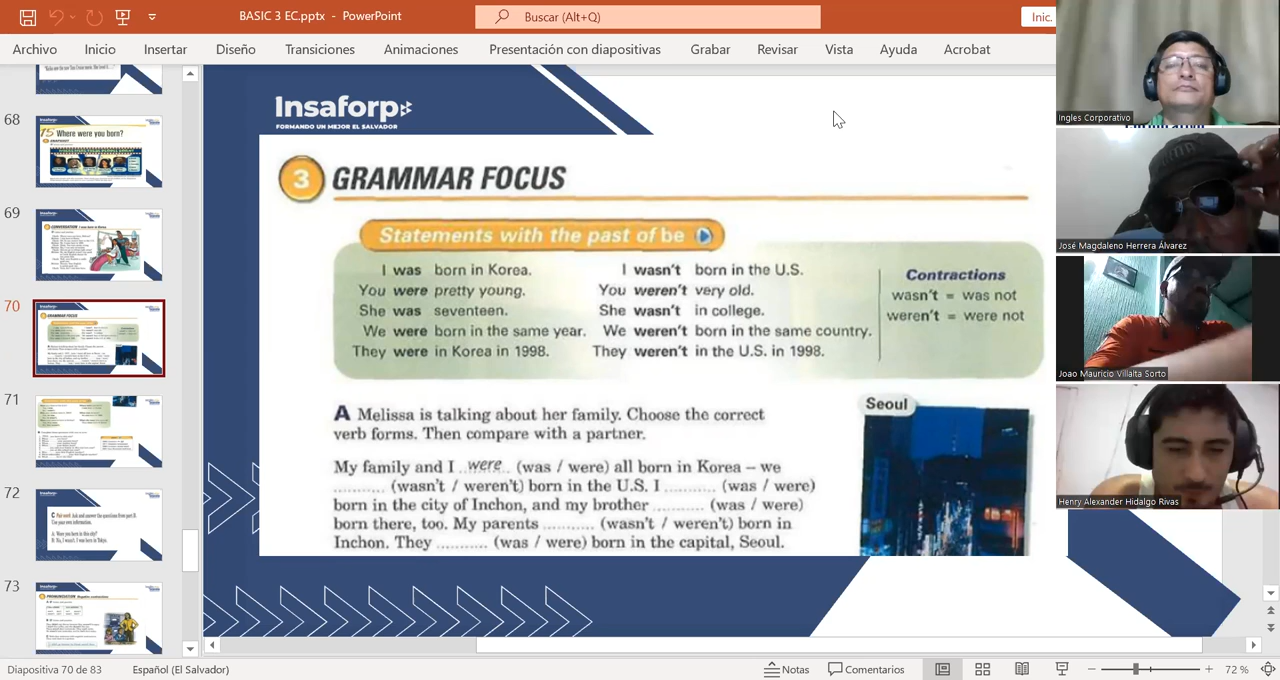 BASIC 3 EC.pptx - PowerPoint
Buscar (Alt+Q)
Inic.
Archivo Inicio Insertar Diseño Transiciones Animaciones Presentación con diapositivas Grabar Revisar Vista Ayuda Acrobat
68
15 Where were you born?
69
70
GRAMMAR FOCUS
71
72
73
Insaforp
FORMANDO UN MEJOR EL SALVADOR
3 GRAMMAR FOCUS
Statements with the past of be
I was born in Korea. I wasn't born in the U.S.
You were pretty young. You weren't very old.
She was seventeen. She wasn't in college.
We were born in the same year. We weren't born in the same country.
They were in Korea in 1998. They weren't in the U.S. in 1998.
Contractions
wasn't = was not
weren't = were not
A Melissa is talking about her family. Choose the correct
verb forms. Then compare with a partner.
My family and I ..were.. (was / were) all born in Korea – we
........... (wasn't / weren't) born in the U.S. I ........... (was / were)
born in the city of Inchon, and my brother ........... (was / were)
born there, too. My parents ........... (wasn't / weren't) born in
Inchon. They ........... (was / were) born in the capital, Seoul.
Seoul
Ingles Corporativo
José Magdaleno Herrera Álvarez
Joao Mauricio Villalta Sorto
Henry Alexander Hidalgo Rivas
Diapositiva 70 de 83 Español (El Salvador) Notas Comentarios 72 %